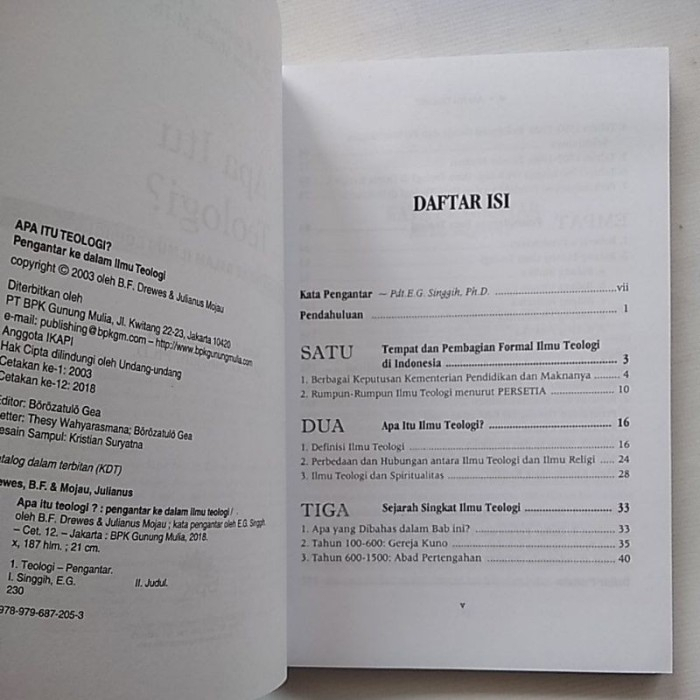 APA ITU TEOLOGI?
Pengantar ke dalam Ilmu Teologi
copyright © 2003 oleh B.F. Drewes & Julianus Mojau
Diterbitkan oleh
PT BPK Gunung Mulia, Jl. Kwitang 22-23, Jakarta 10420
e-mail: publishing@bpkgm.com – http://www.bpkgunungmulia.com
Anggota IKAPI
Hak Cipta dilindungi oleh Undang-undang
Cetakan ke-1: 2003
Cetakan ke-12: 2018
Editor: Börözatulö Gea
etter: Thesy Wahyarasmana; Börözatulö Gea
esain Sampul: Kristian Suryatna
atalog dalam terbitan (KDT)
ewes, B.F. & Mojau, Julianus
Apa itu teologi ? : pengantar ke dalam ilmu teologi/
oleh B.F. Drewes & Julianus Mojau ; kata pengantar oleh E.G. Singgih.
– Cet. 12. – Jakarta : BPK Gunung Mulia, 2018.
x, 187 hlm. ; 21 cm.
1. Teologi – Pengantar.
I. Singgih, E.G. II. Judul.
230
978-979-687-205-3
DAFTAR ISI
Kata Pengantar – Pdt.E.G. Singgih, Ph.D. vii
Pendahuluan 1
SATU Tempat dan Pembagian Formal Ilmu Teologi
di Indonesia 3
1. Berbagai Keputusan Kementerian Pendidikan dan Maknanya 4
2. Rumpun-Rumpun Ilmu Teologi menurut PERSETIA 10
DUA Apa Itu Ilmu Teologi? 16
1. Definisi Ilmu Teologi 16
2. Perbedaan dan Hubungan antara Ilmu Teologi dan Ilmu Religi 24
3. Ilmu Teologi dan Spiritualitas 28
TIGA Sejarah Singkat Ilmu Teologi 33
1. Apa yang Dibahas dalam Bab ini? 33
2. Tahun 100-600: Gereja Kuno 35
3. Tahun 600-1500: Abad Pertengahan 40
v